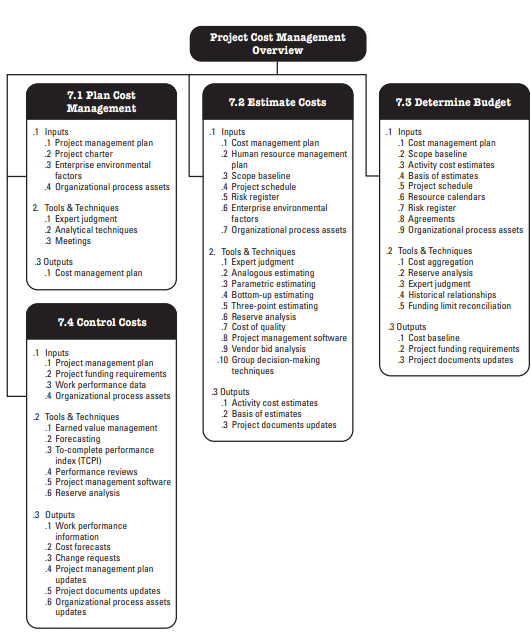 Project Cost Management
Overview
7.1 Plan Cost
Management
.1 Inputs
.1 Project management plan
.2 Project charter
.3 Enterprise environmental
factors
.4 Organizational process assets
2. Tools & Techniques
.1 Expert judgment
.2 Analytical techniques
.3 Meetings
.3 Outputs
.1 Cost management plan
7.2 Estimate Costs
.1 Inputs
.1 Cost management plan
.2 Human resource management
plan
.3 Scope baseline
.4 Project schedule
.5 Risk register
.6 Enterprise environmental
factors
.7 Organizational process assets
2. Tools & Techniques
.1 Expert judgment
.2 Analogous estimating
.3 Parametric estimating
.4 Bottom-up estimating
.5 Three-point estimating
.6 Reserve analysis
.7 Cost of quality
.8 Project management software
.9 Vendor bid analysis
.10 Group decision-making
techniques
.3 Outputs
.1 Activity cost estimates
.2 Basis of estimates
.3 Project documents updates
7.3 Determine Budget
.1 Inputs
.1 Cost management plan
.2 Scope baseline
.3 Activity cost estimates
.4 Basis of estimates
.5 Project schedule
.6 Resource calendars
.7 Risk register
.8 Agreements
.9 Organizational process assets
.2 Tools & Techniques
.1 Cost aggregation
.2 Reserve analysis
.3 Expert judgment
.4 Historical relationships
.5 Funding limit reconciliation
.3 Outputs
.1 Cost baseline
.2 Project funding requirements
.3 Project documents updates
7.4 Control Costs
.1 Inputs
.1 Project management plan
.2 Project funding requirements
.3 Work performance data
.4 Organizational process assets
.2 Tools & Techniques
.1 Earned value management
.2 Forecasting
.3 To-complete performance
index (TCPI)
.4 Performance reviews
.5 Project management software
.6 Reserve analysis
.3 Outputs
.1 Work performance
information
.2 Cost forecasts
.3 Change requests
.4 Project management plan
updates
.5 Project documents updates
.6 Organizational process assets
updates